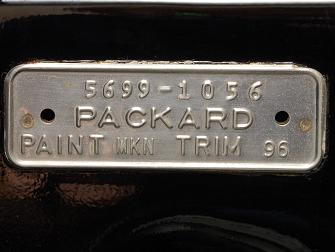 5699-1056
PACKARD
PAINT MKN TRIM 96